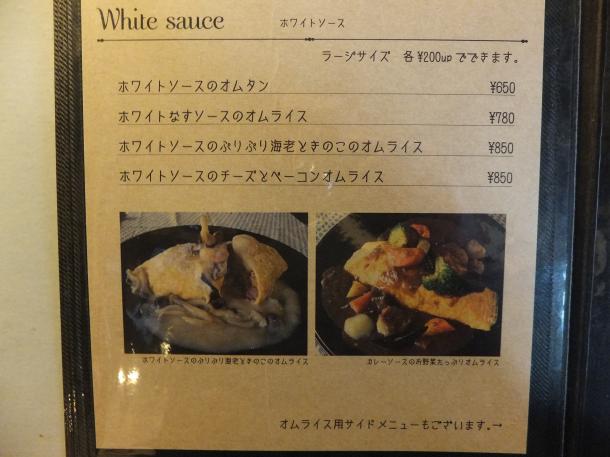 White sauce ホワイトソース
ラージサイズ 各¥200upでできます。
ホワイトソースのオムタン ¥650
ホワイトなすソースのオムライス ¥780
ホワイトソースのぷりぷり海老ときのこのオムライス ¥850
ホワイトソースのチーズとベーコンオムライス ¥850
ホワイトソースのぷりぷり海老ときのこのオムライス
カレーソースのお野菜たっぷりオムライス
オムライス用サイドメニューもございます。→